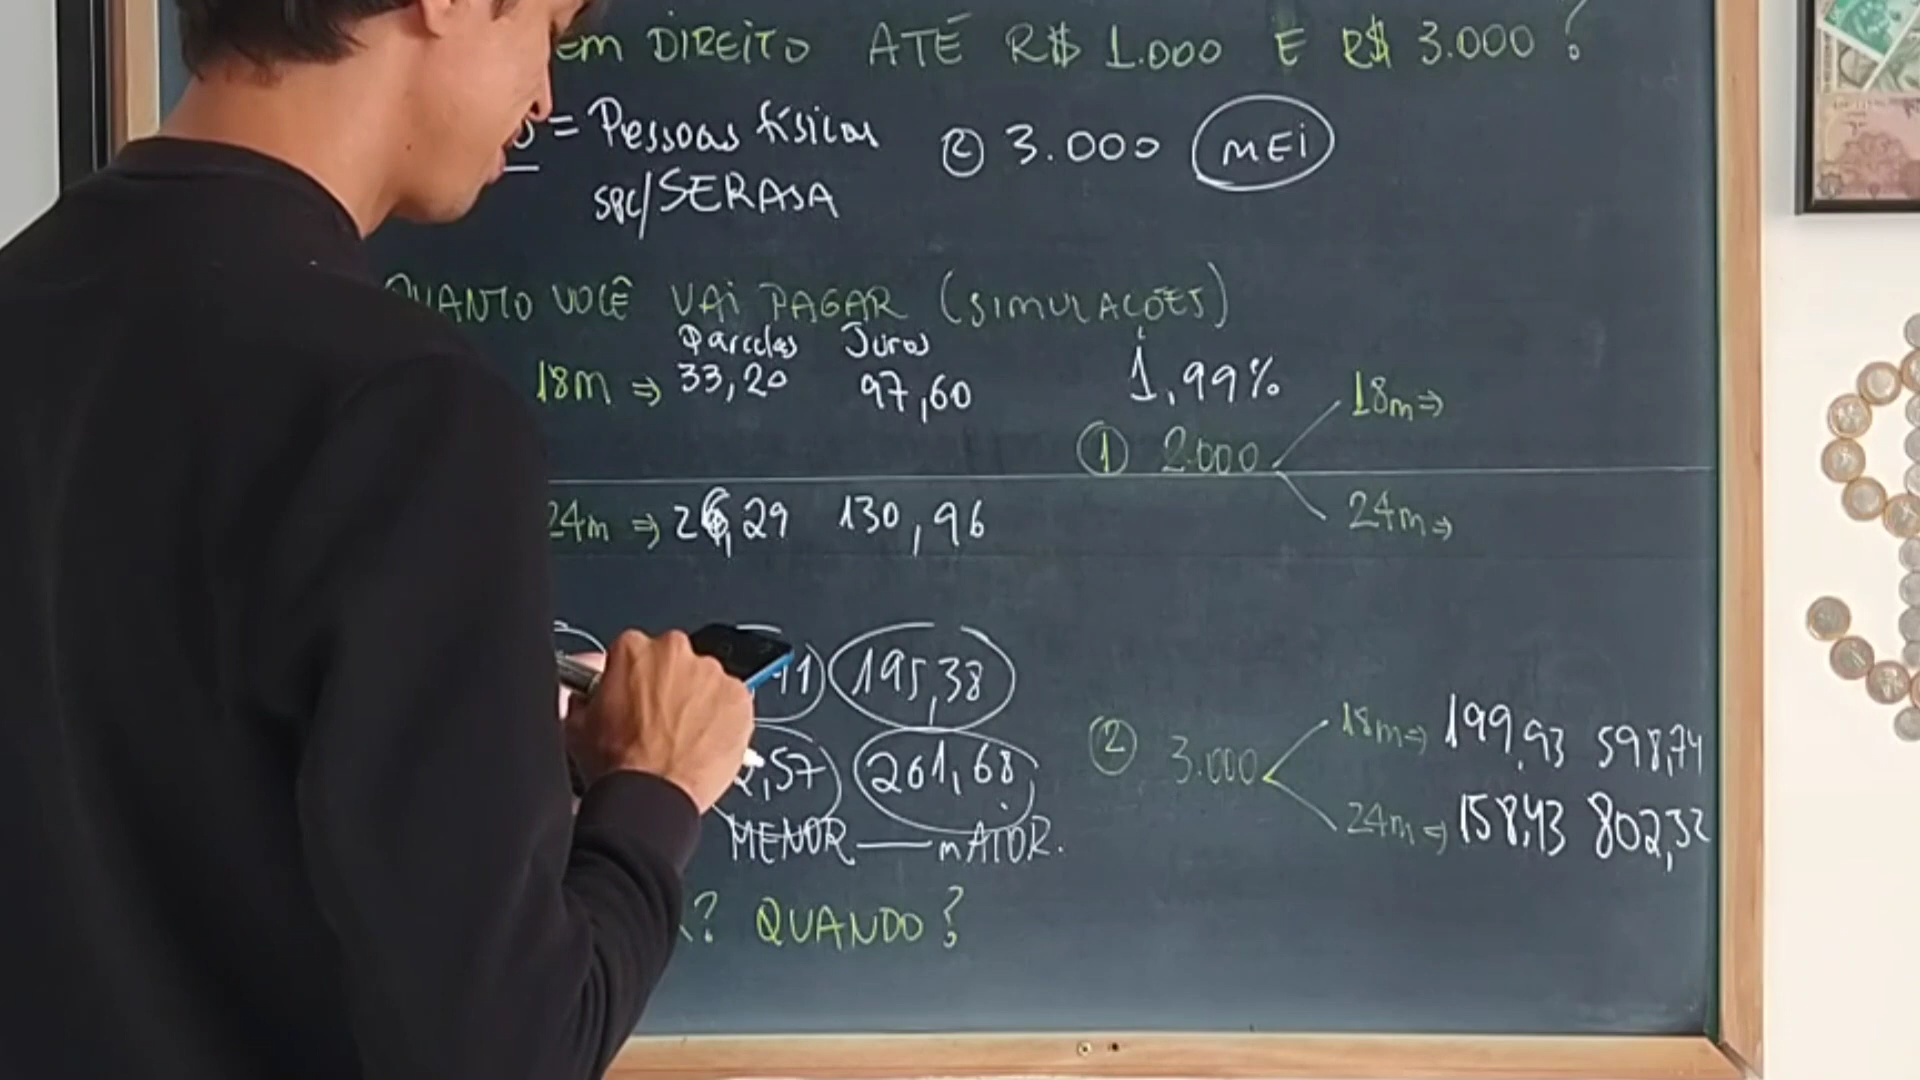 em DIREITO ATÉ R$ 1.000 E R$ 3.000?
= Pessoas físicas
SPC/SERASA
② 3.000 MEi
QUANTO VOCÊ VAi PAGAR (SIMULAÇÕES)
Parcelas Juros
18m ⇒ 33,20 97,60
24m ⇒ 26,29 130,96
1,99%
① 2.000
18m ⇒
24m ⇒
195,38
2,57 261,68
MENOR — mAIOR.
② 3.000
18m ⇒ 199,93 598,74
24m ⇒ 158,43 802,32
? QUANDO?